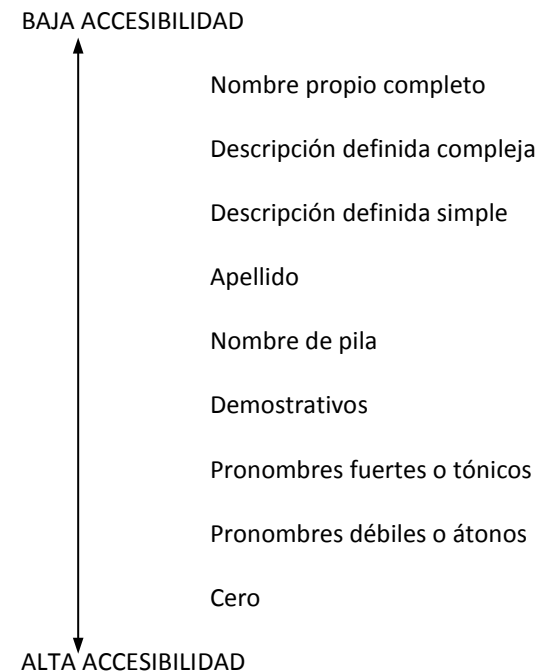 BAJA ACCESIBILIDAD
Nombre propio completo
Descripción definida compleja
Descripción definida simple
Apellido
Nombre de pila
Demostrativos
Pronombres fuertes o tónicos
Pronombres débiles o átonos
Cero
ALTA ACCESIBILIDAD